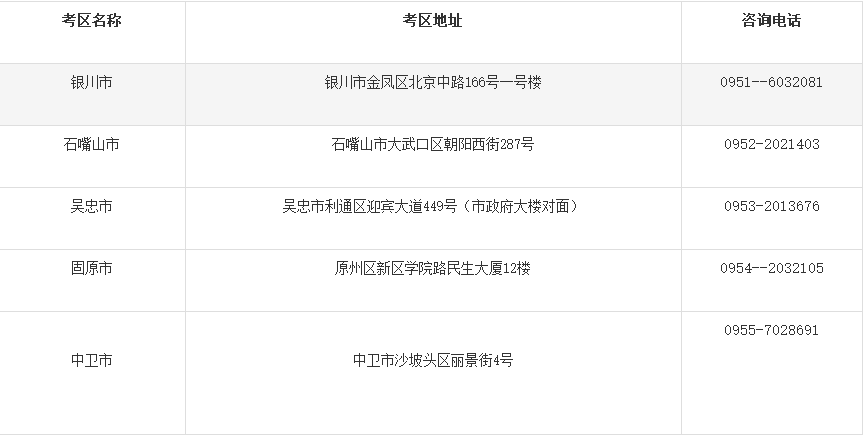 考区名称 考区地址 咨询电话
银川市 银川市金凤区北京中路166号一号楼 0951--6032081
石嘴山市 石嘴山市大武口区朝阳西街287号 0952-2021403
吴忠市 吴忠市利通区迎宾大道449号（市政府大楼对面） 0953-2013676
固原市 原州区新区学院路民生大厦12楼 0954--2032105
0955-7028691
中卫市 中卫市沙坡头区丽景街4号